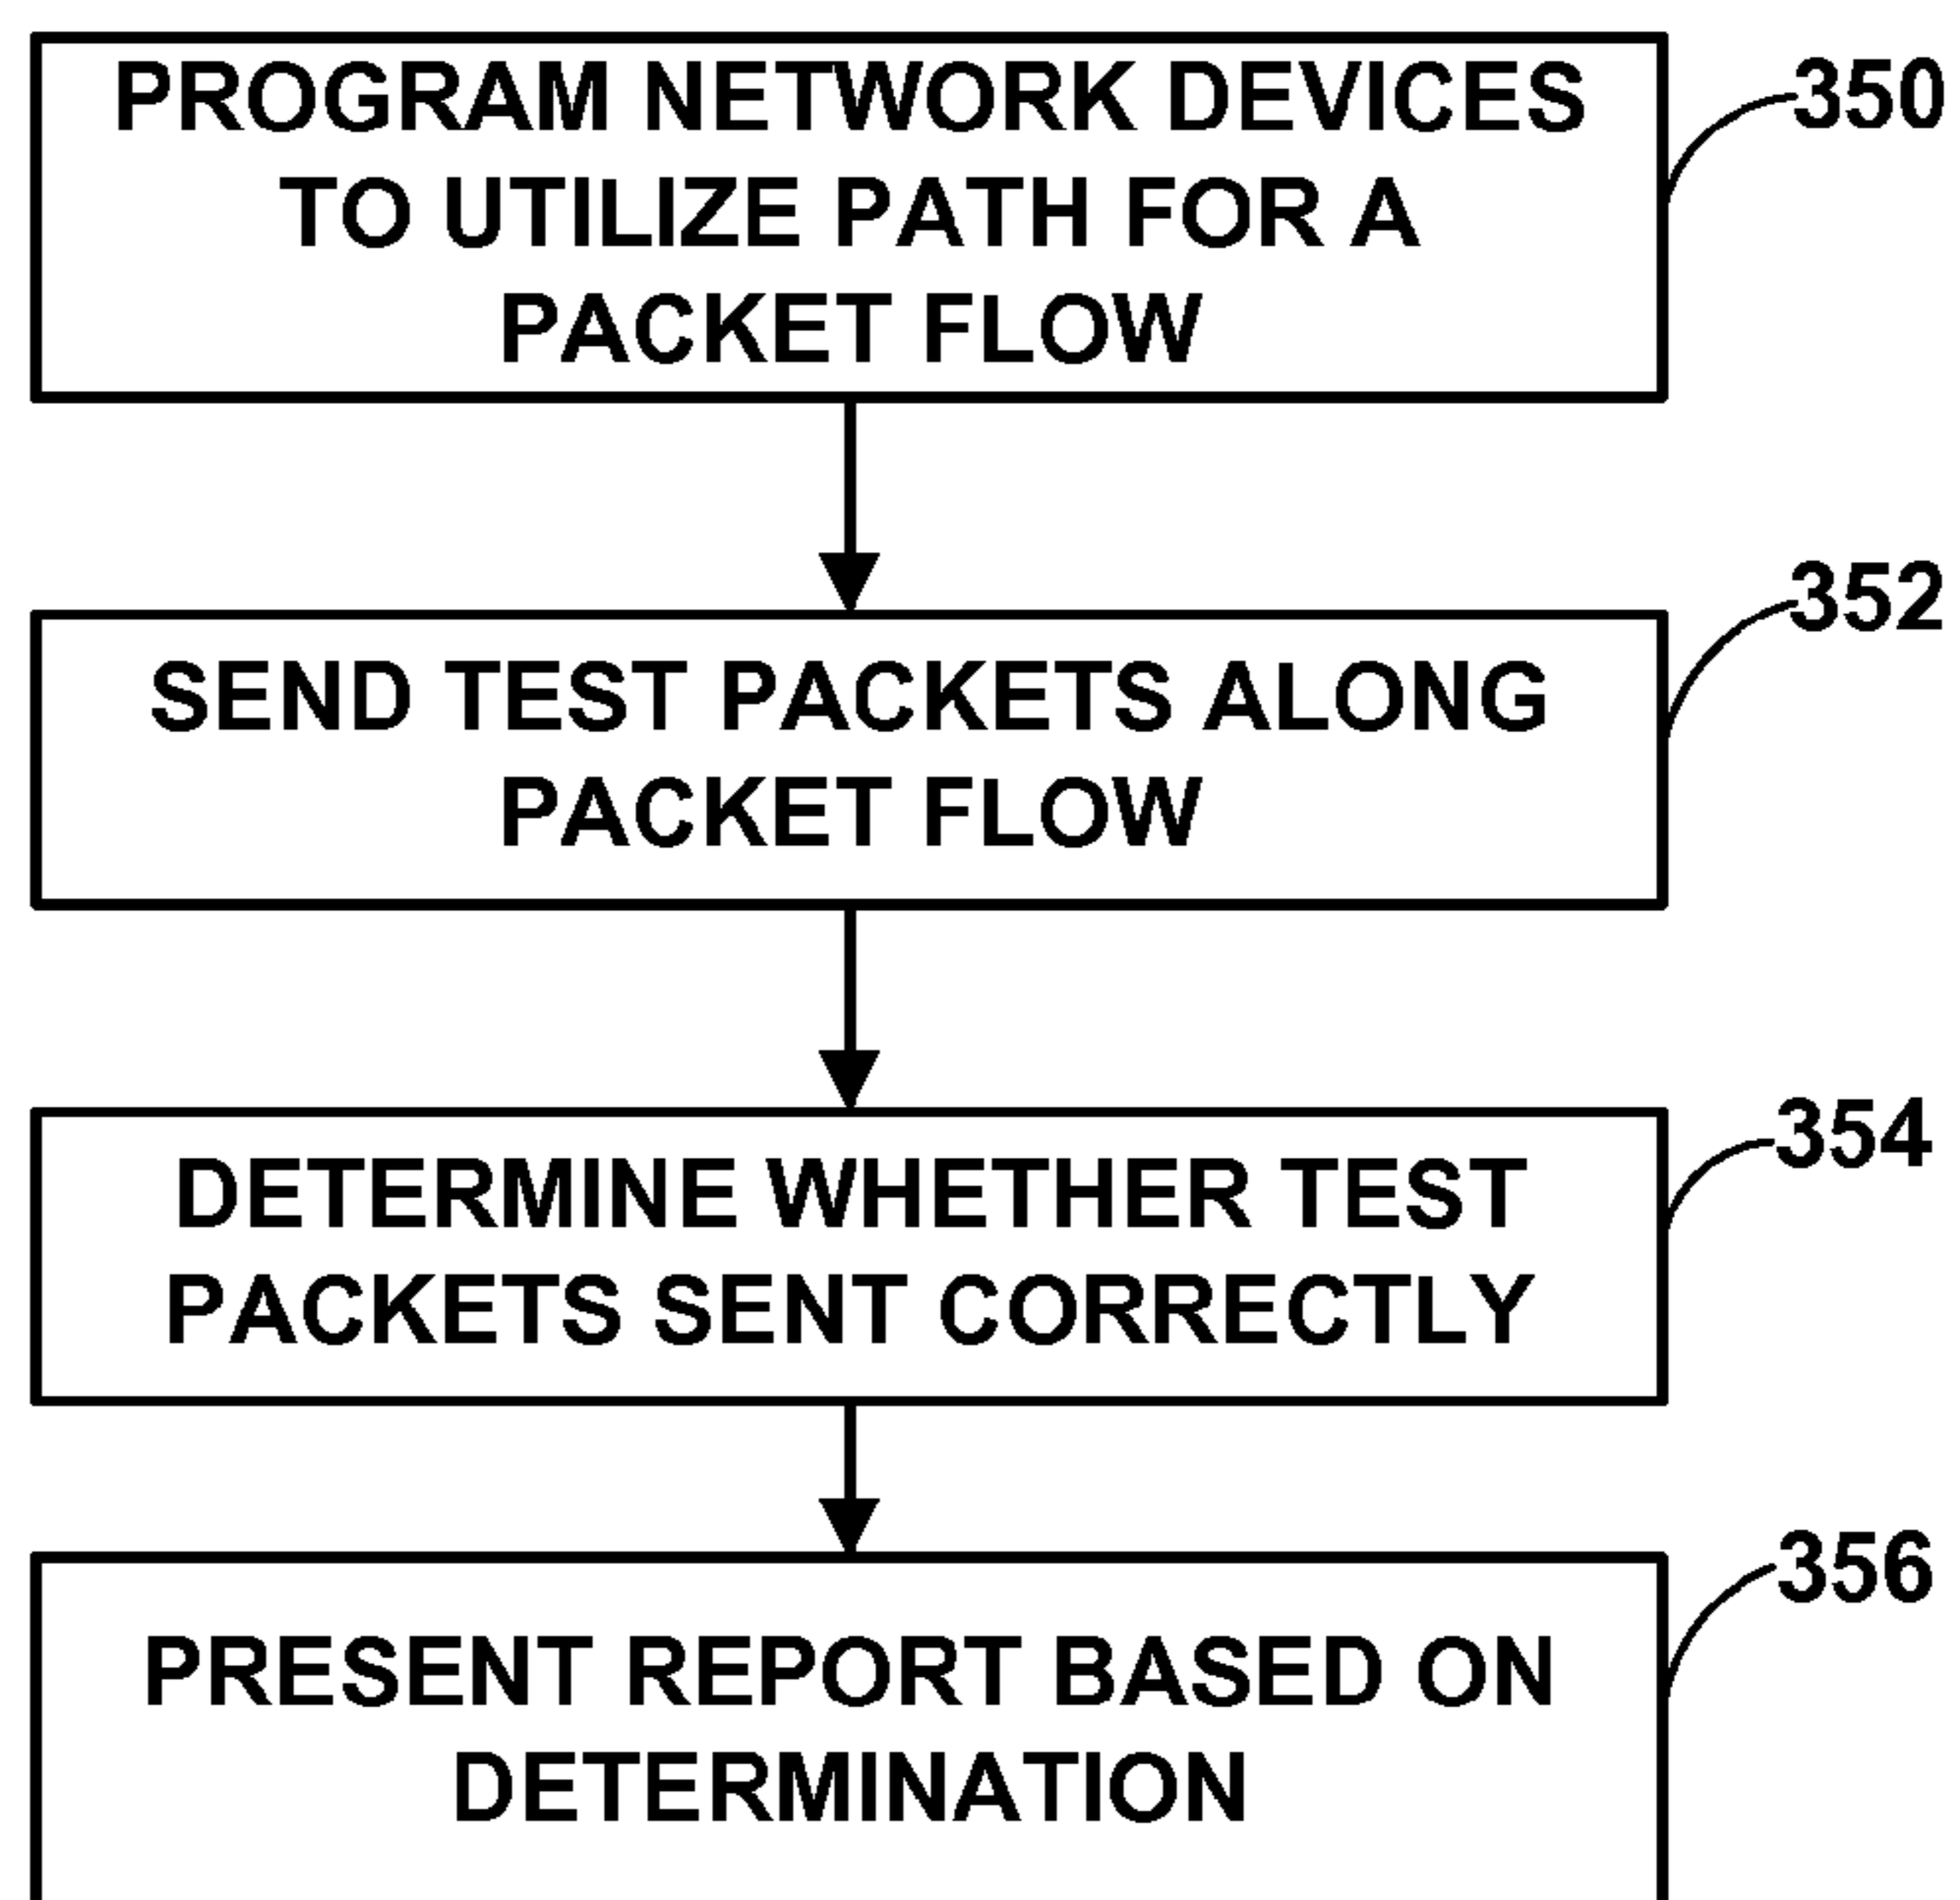 PROGRAM NETWORK DEVICES
TO UTILIZE PATH FOR A
PACKET FLOW
350
SEND TEST PACKETS ALONG
PACKET FLOW
352
DETERMINE WHETHER TEST
PACKETS SENT CORRECTLY
354
PRESENT REPORT BASED ON
DETERMINATION
356